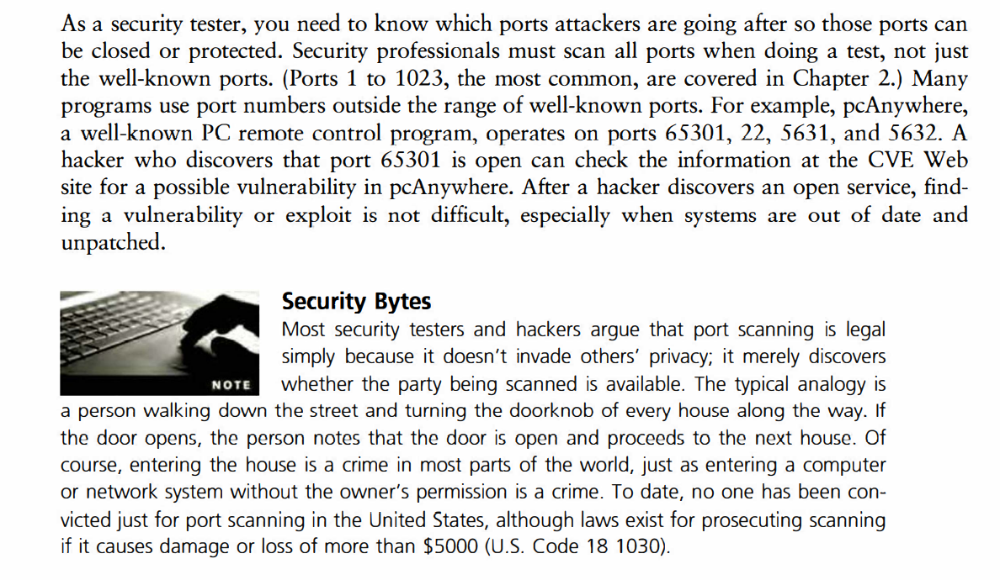 As a security tester, you need to know which ports attackers are going after so those ports can
be closed or protected. Security professionals must scan all ports when doing a test, not just
the well-known ports. (Ports 1 to 1023, the most common, are covered in Chapter 2.) Many
programs use port numbers outside the range of well-known ports. For example, pcAnywhere,
a well-known PC remote control program, operates on ports 65301, 22, 5631, and 5632. A
hacker who discovers that port 65301 is open can check the information at the CVE Web
site for a possible vulnerability in pcAnywhere. After a hacker discovers an open service, find-
ing a vulnerability or exploit is not difficult, especially when systems are out of date and
unpatched.
Security Bytes
Most security testers and hackers argue that port scanning is legal
simply because it doesn't invade others' privacy; it merely discovers
NOTE
whether the party being scanned is available. The typical analogy is
a person walking down the street and turning the doorknob of every house along the way. If
the door opens, the person notes that the door is open and proceeds to the next house. Of
course, entering the house is a crime in most parts of the world, just as entering a computer
or network system without the owner's permission is a crime. To date, no one has been con-
victed just for port scanning in the United States, although laws exist for prosecuting scanning
if it causes damage or loss of more than $5000 (U.S. Code 18 1030).